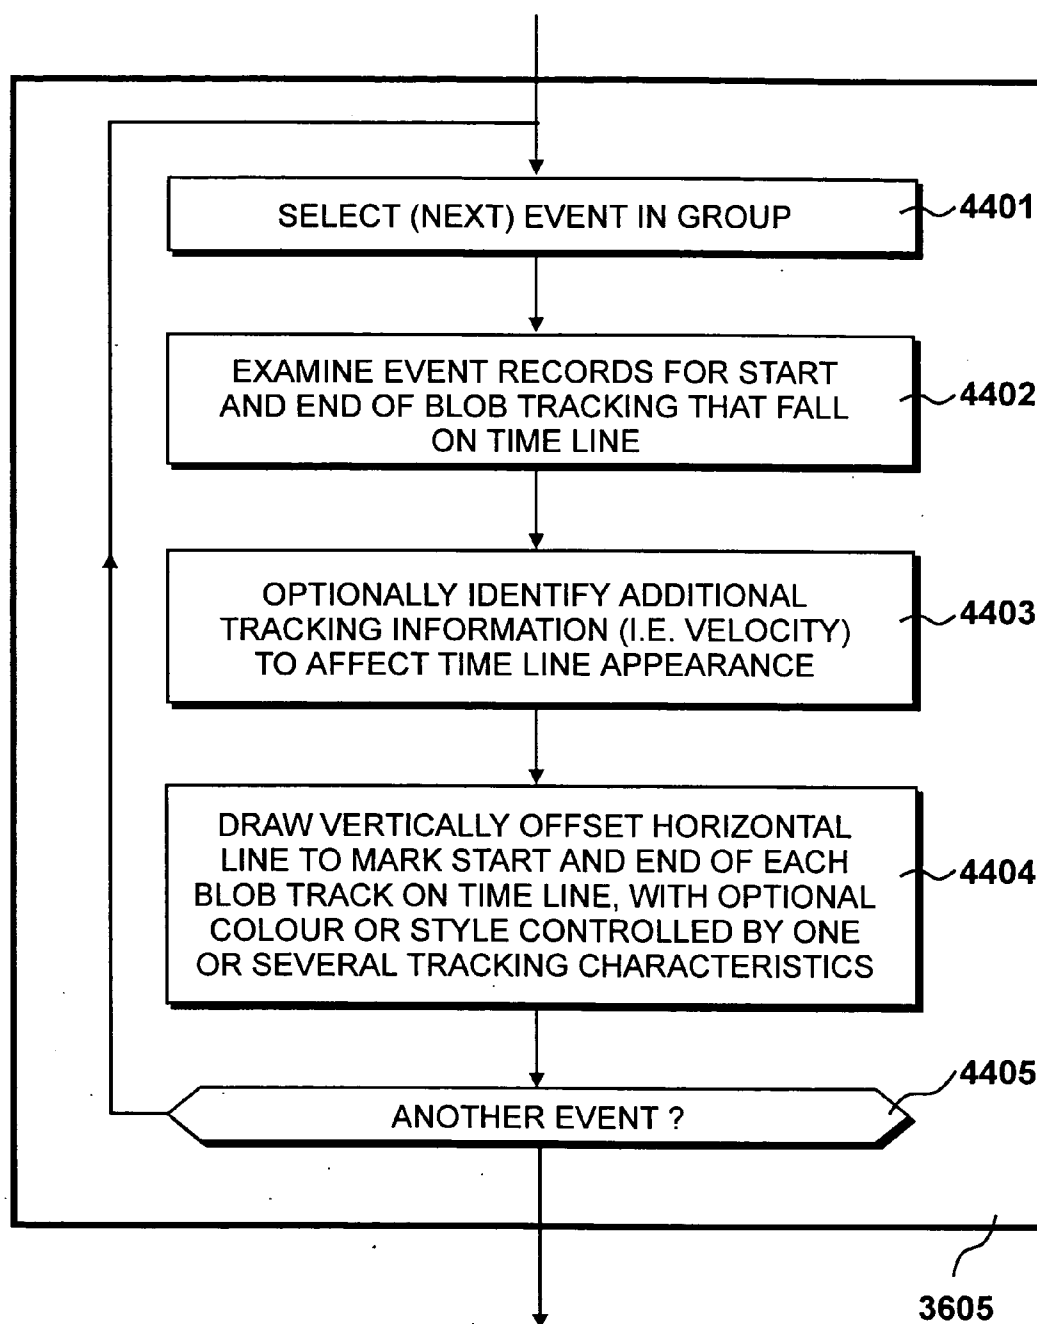 SELECT (NEXT) EVENT IN GROUP
4401
EXAMINE EVENT RECORDS FOR START
AND END OF BLOB TRACKING THAT FALL
ON TIME LINE
4402
OPTIONALLY IDENTIFY ADDITIONAL
TRACKING INFORMATION (I.E. VELOCITY)
TO AFFECT TIME LINE APPEARANCE
4403
DRAW VERTICALLY OFFSET HORIZONTAL
LINE TO MARK START AND END OF EACH
BLOB TRACK ON TIME LINE, WITH OPTIONAL
COLOUR OR STYLE CONTROLLED BY ONE
OR SEVERAL TRACKING CHARACTERISTICS
4404
ANOTHER EVENT ?
4405
3605